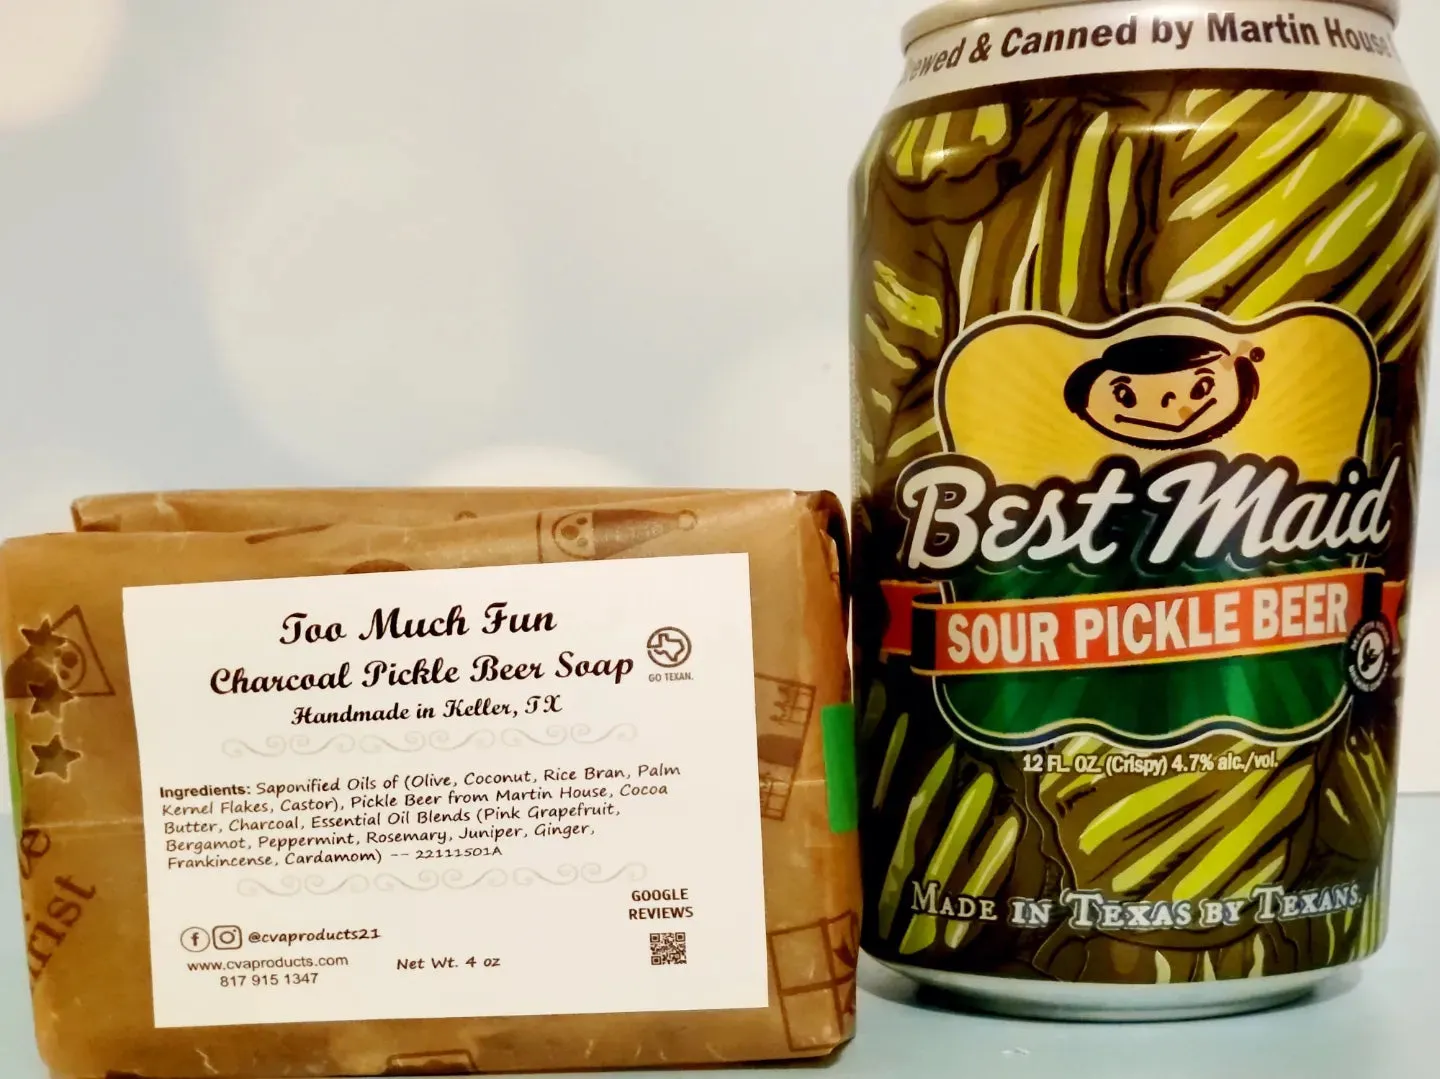 Brewed & Canned by Martin House
Best Maid
SOUR PICKLE BEER
12 FL. OZ. (Crispy) 4.7% alc./vol.
MADE IN TEXAS BY TEXANS.
Too Much Fun
Charcoal Pickle Beer Soap
GO TEXAN.
Handmade in Keller, TX
Ingredients: Saponified Oils of (Olive, Coconut, Rice Bran, Palm
Kernel Flakes, Castor), Pickle Beer from Martin House, Cocoa
Butter, Charcoal, Essential Oil Blends (Pink Grapefruit,
Bergamot, Peppermint, Rosemary, Juniper, Ginger,
Frankincense, Cardamom) -- 22111501A
GOOGLE
REVIEWS
@cvaproducts21
www.cvaproducts.com
817 915 1347
Net Wt. 4 oz